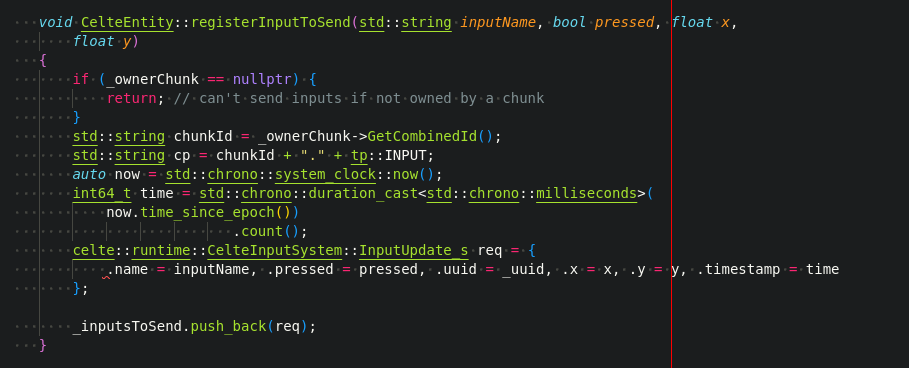 void CelteEntity::registerInputToSend(std::string inputName, bool pressed, float x,
float y)
{
if (_ownerChunk == nullptr) {
return; // can't send inputs if not owned by a chunk
}
std::string chunkId = _ownerChunk->GetCombinedId();
std::string cp = chunkId + "." + tp::INPUT;
auto now = std::chrono::system_clock::now();
int64_t time = std::chrono::duration_cast<std::chrono::milliseconds>(
now.time_since_epoch())
.count();
celte::runtime::CelteInputSystem::InputUpdate_s req = {
.name = inputName, .pressed = pressed, .uuid = _uuid, .x = x, .y = y, .timestamp = time
};
_inputsToSend.push_back(req);
}